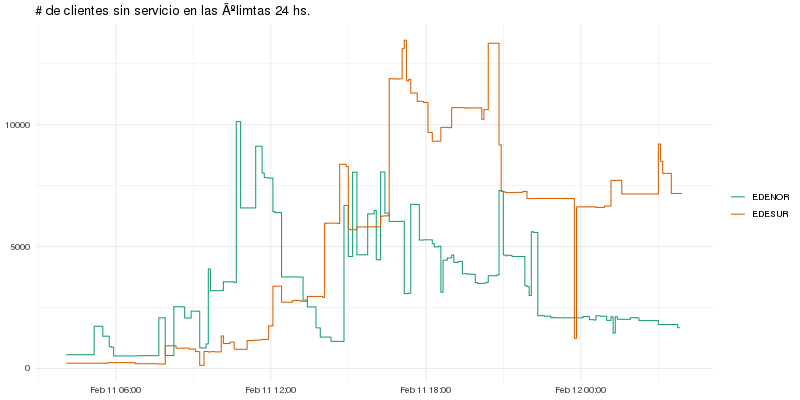 # de clientes sin servicio en las Ãºlimtas 24 hs.
10000
5000
0
EDENOR
EDESUR
Feb 11 06:00
Feb 11 12:00
Feb 11 18:00
Feb 12 00:00